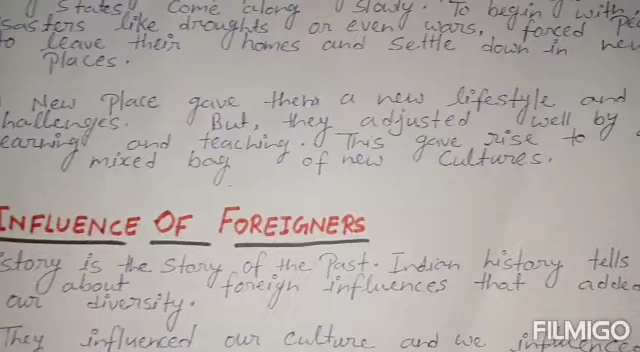 States) Come along slowly. To begin with,
like droughts or even wars, forced
to leave their homes and settle down in new
places.
New Place gave them a new lifestyle and
But, they adjusted well by
and teaching. This gave rise to
mixed bag of new Cultures.
INFLUENCE OF FOREIGNERS
story is the story of the Past. Indian history tells
about foreign influences that added
our diversity.
They influenced our culture and we
FILMIGO